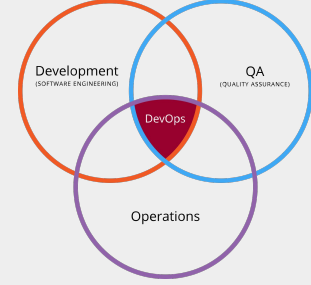 Development
(SOFTWARE ENGINEERING)
QA
(QUALITY ASSURANCE)
DevOps
Operations